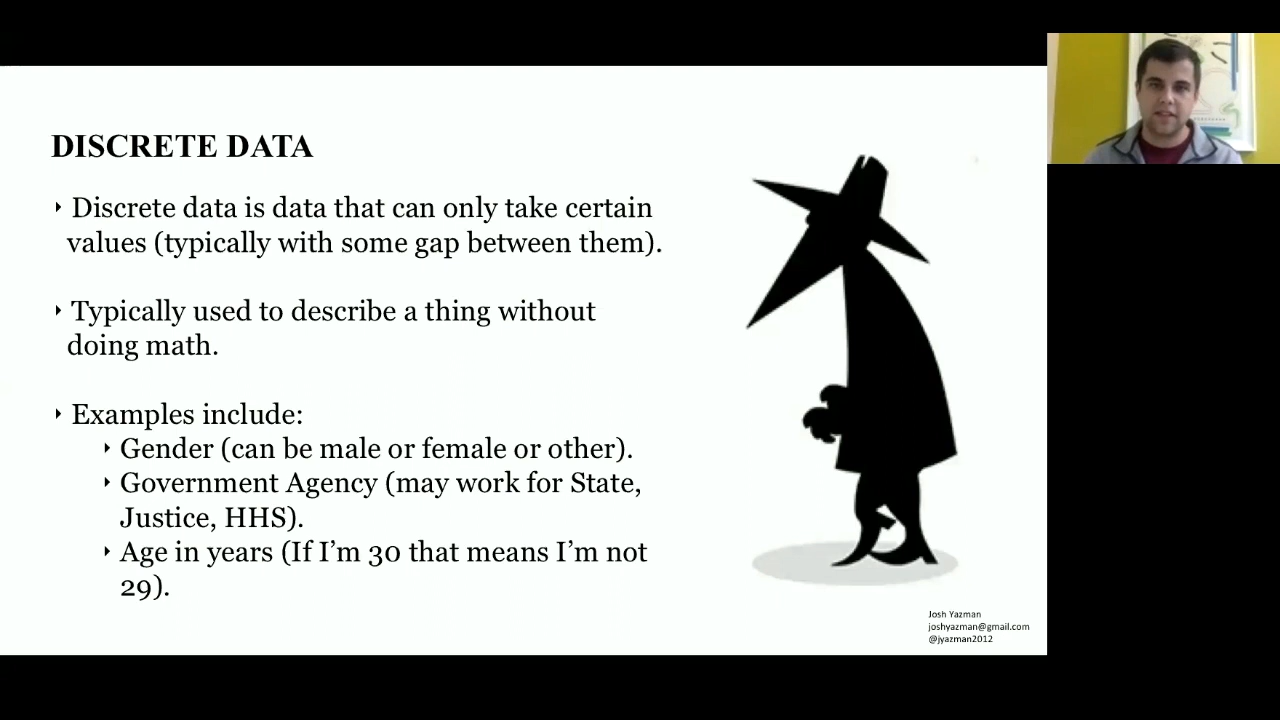 DISCRETE DATA
‣ Discrete data is data that can only take certain
values (typically with some gap between them).
‣ Typically used to describe a thing without
doing math.
‣ Examples include:
‣ Gender (can be male or female or other).
‣ Government Agency (may work for State,
Justice, HHS).
‣ Age in years (If I’m 30 that means I’m not
29).
Josh Yazman
joshyazman@gmail.com
@jyazman2012